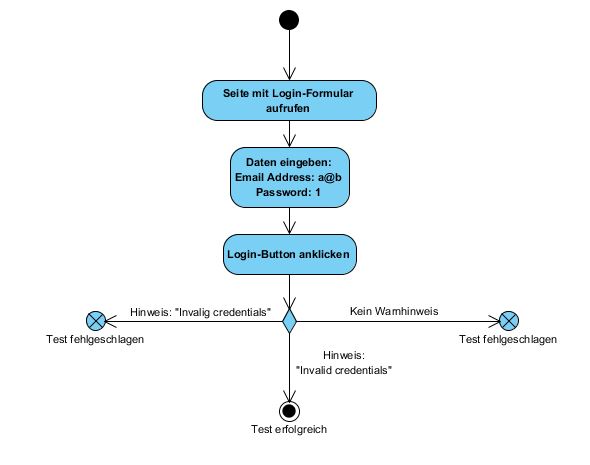 Seite mit Login-Formular
aufrufen
Daten eingeben:
Email Address: a@b
Password: 1
Login-Button anklicken
Hinweis: "Invalig credentials"
Kein Warnhinweis
Test fehlgeschlagen
Test fehlgeschlagen
Hinweis:
"Invalid credentials"
Test erfolgreich